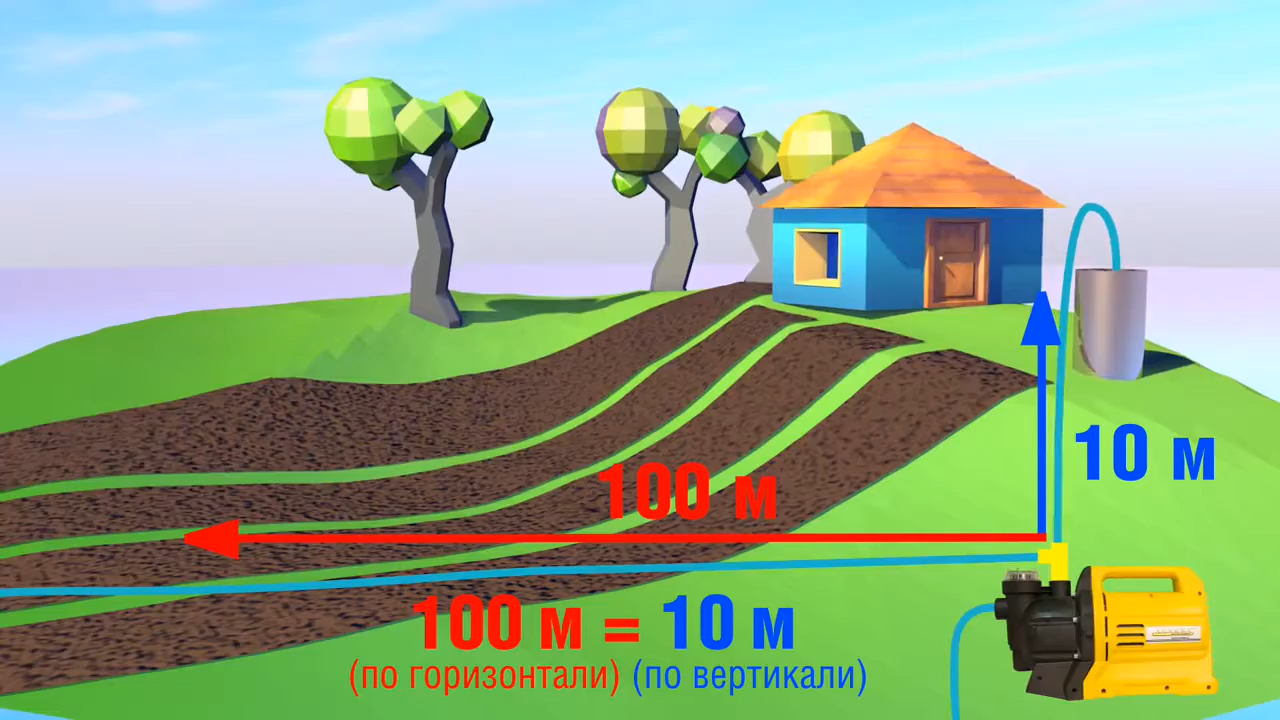 10 м
100 м
100 м = 10 м
(по горизонтали) (по вертикали)